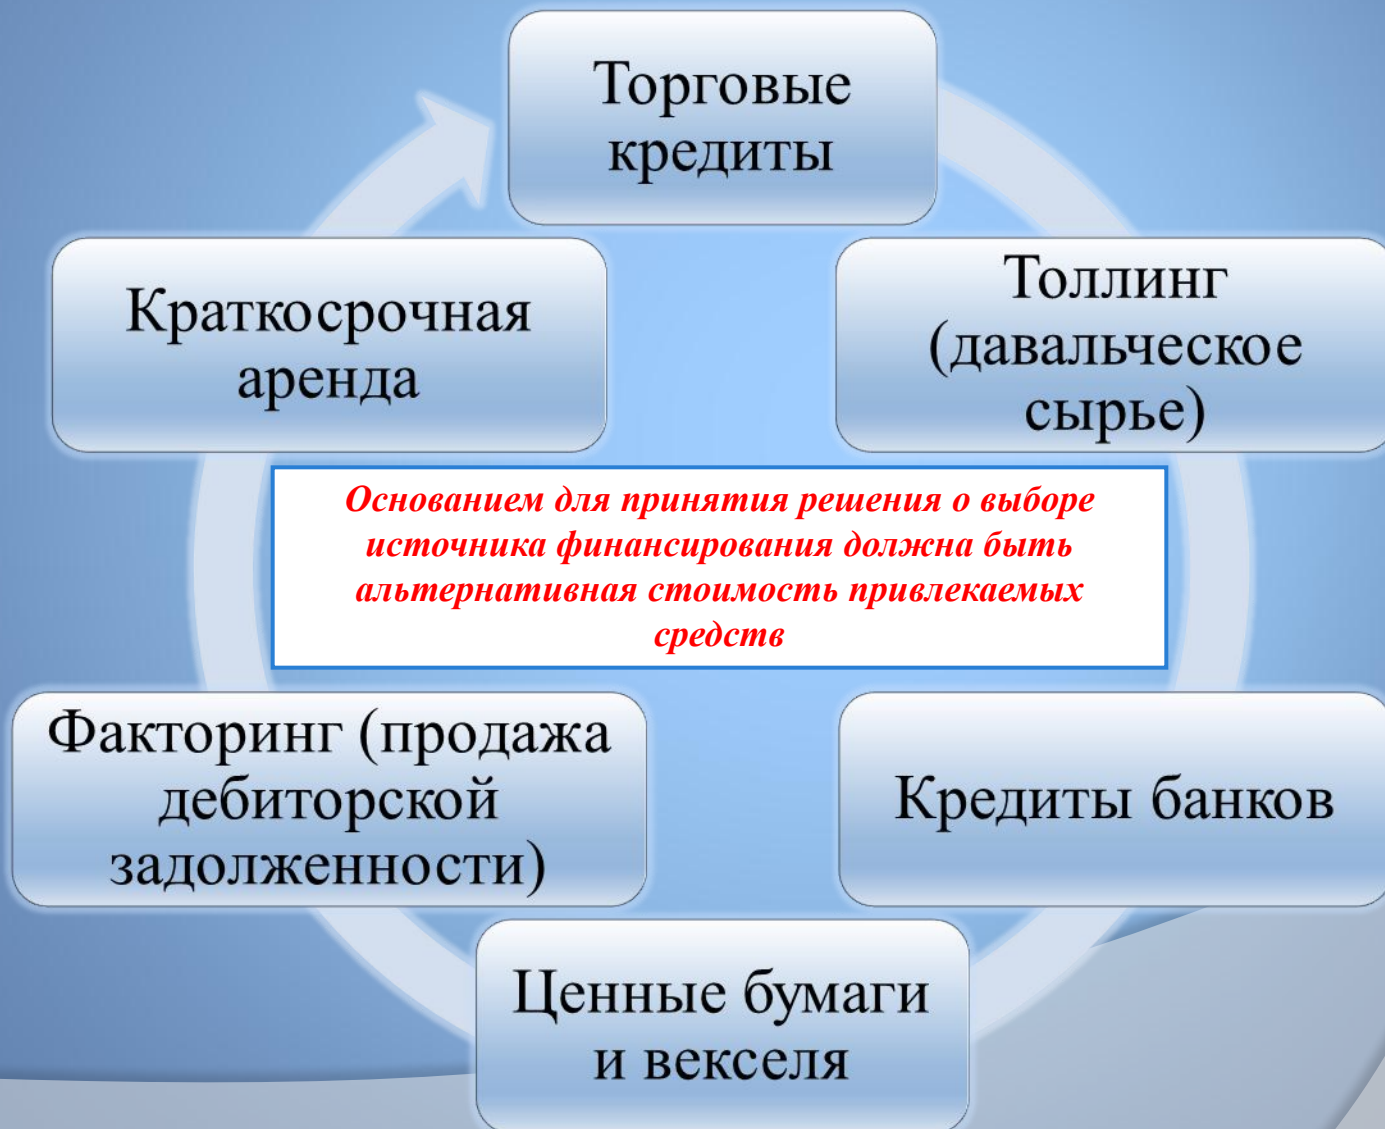 Торговые
кредиты
Толлинг
(давальческое
сырье)
Кредиты банков
Ценные бумаги
и векселя
Факторинг (продажа
дебиторской
задолженности)
Краткосрочная
аренда
Основанием для принятия решения о выборе
источника финансирования должна быть
альтернативная стоимость привлекаемых
средств